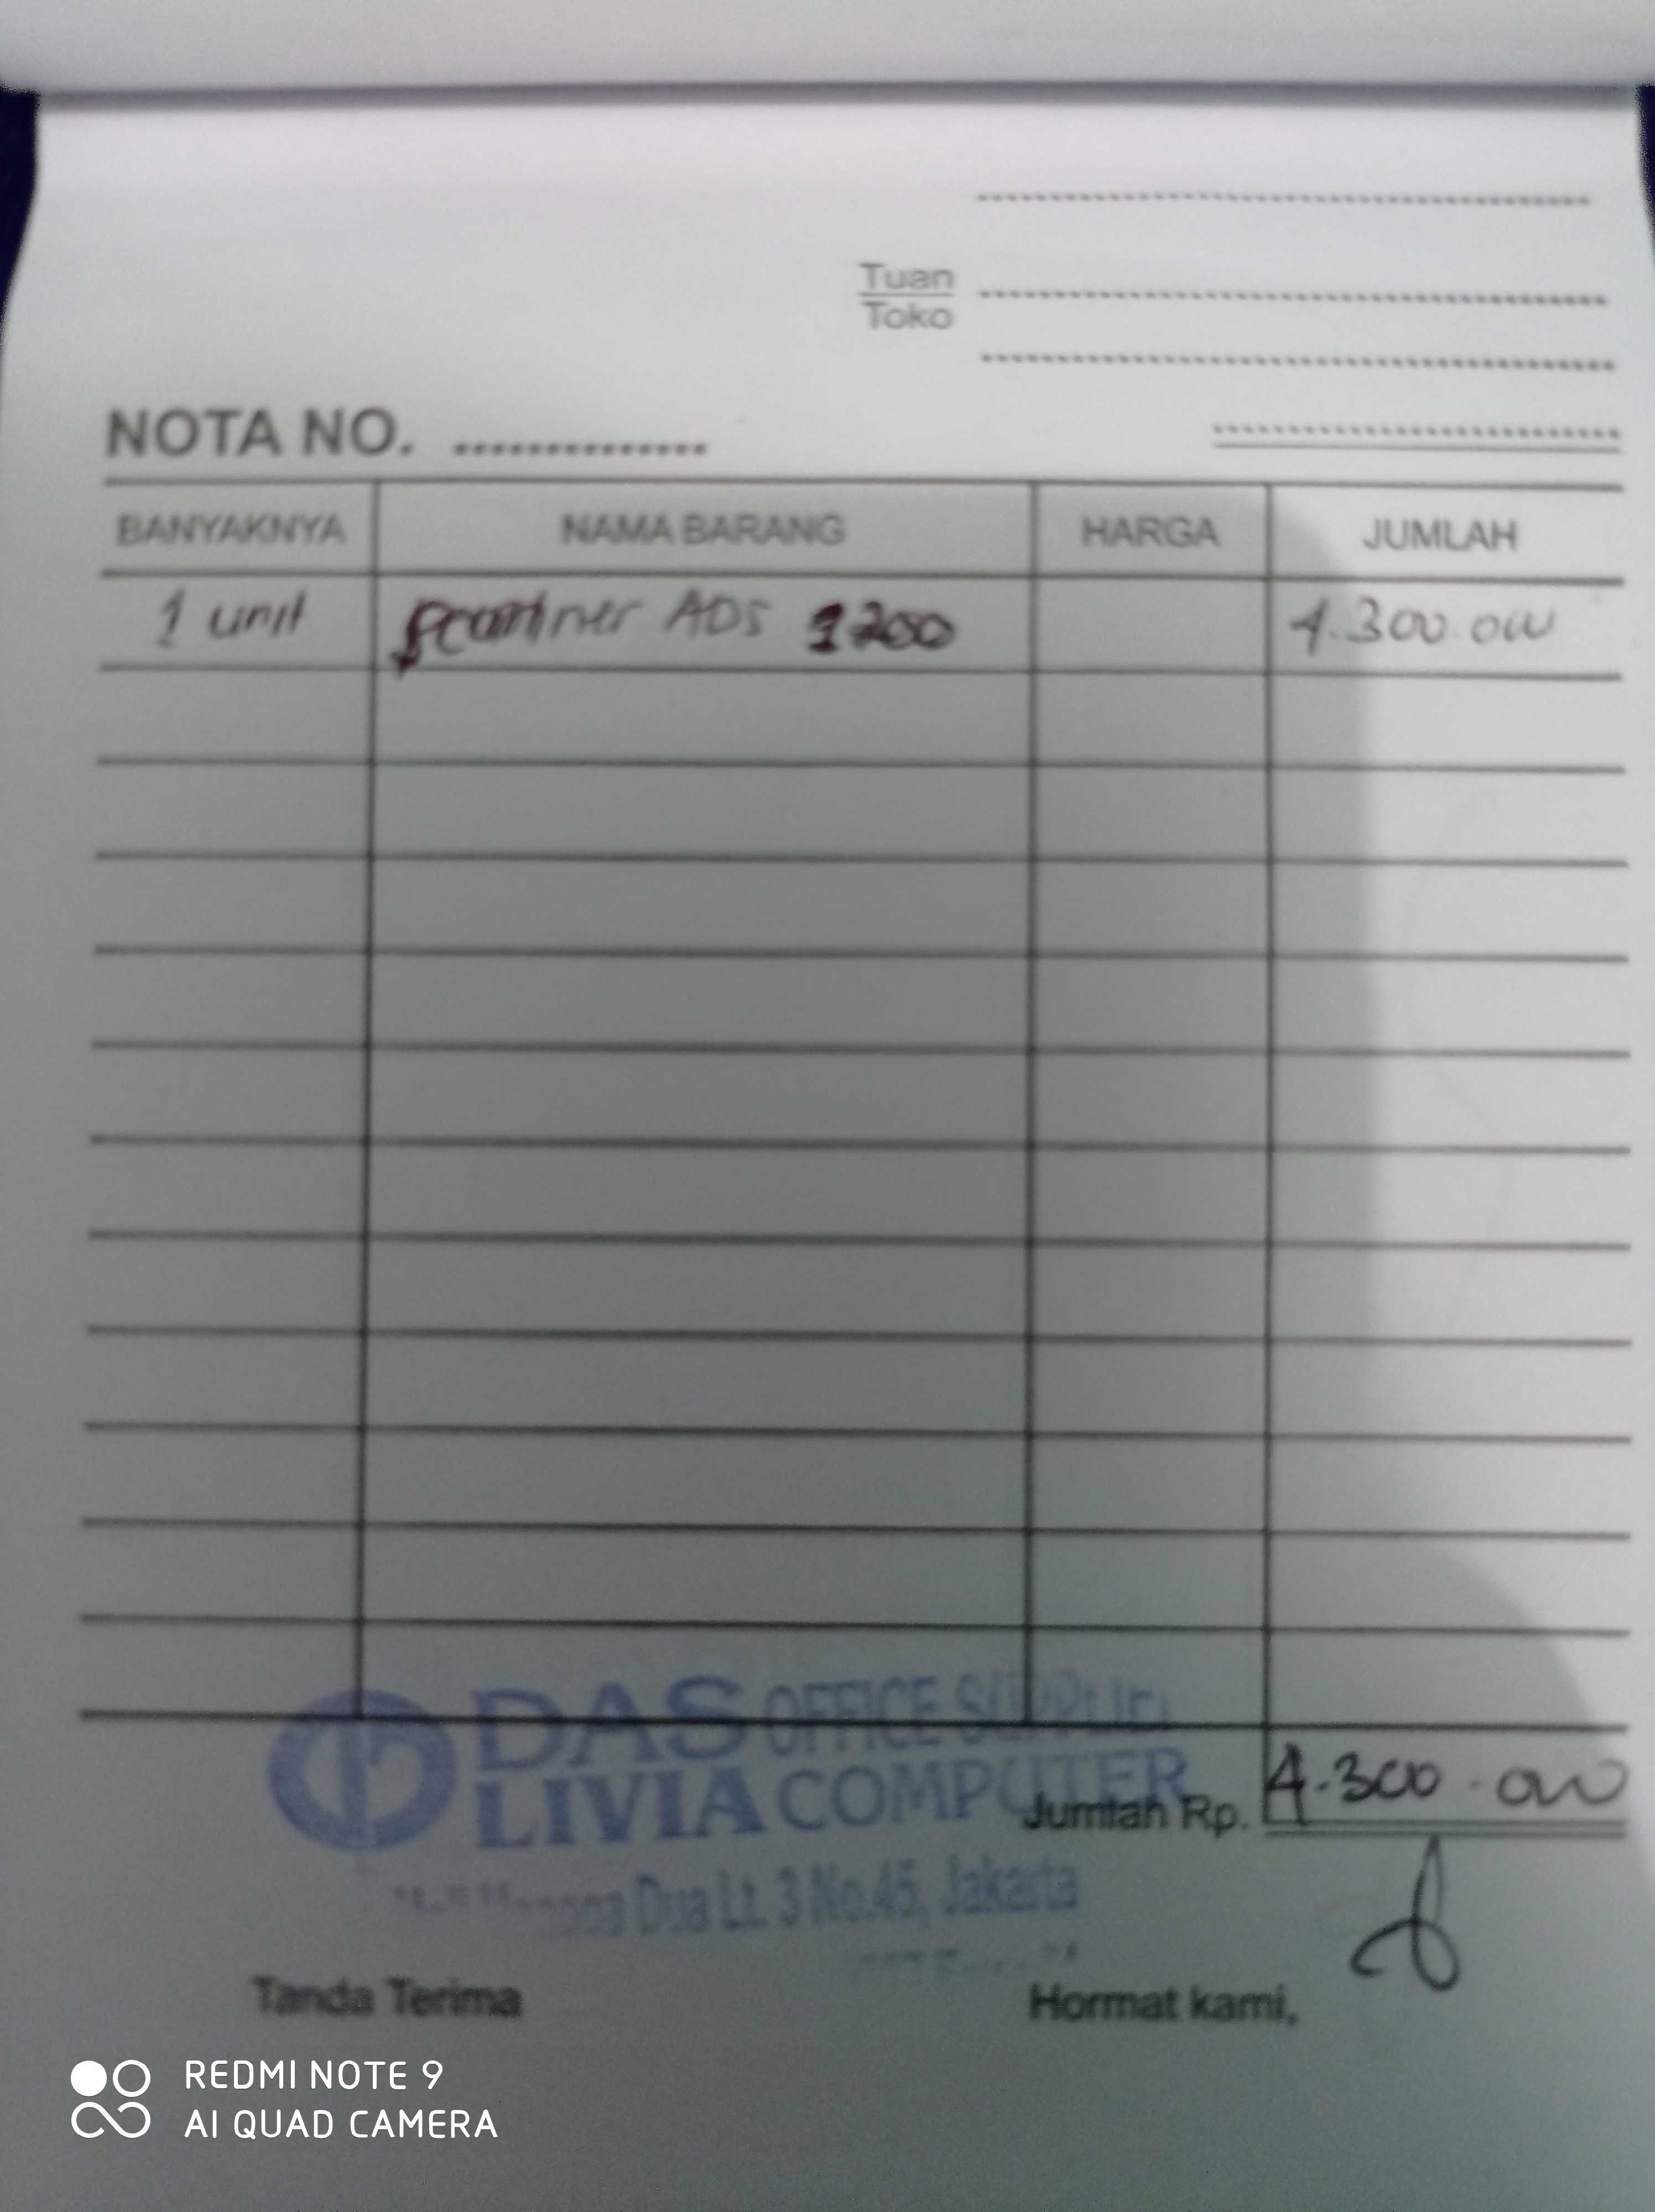 Tuan
Toko
NOTA NO. ..............
BANYAKNYA NAMA BARANG HARGA JUMLAH
1 unit Scanner ADS 1200 4.300.000
DAS OFFICE SUPPLIES
LIVIA COMPUTER
Jumlah Rp. 4.300.000
Dua Lt. 3 No.45, Jakarta
Tanda Terima Hormat kami,
REDMI NOTE 9
AI QUAD CAMERA